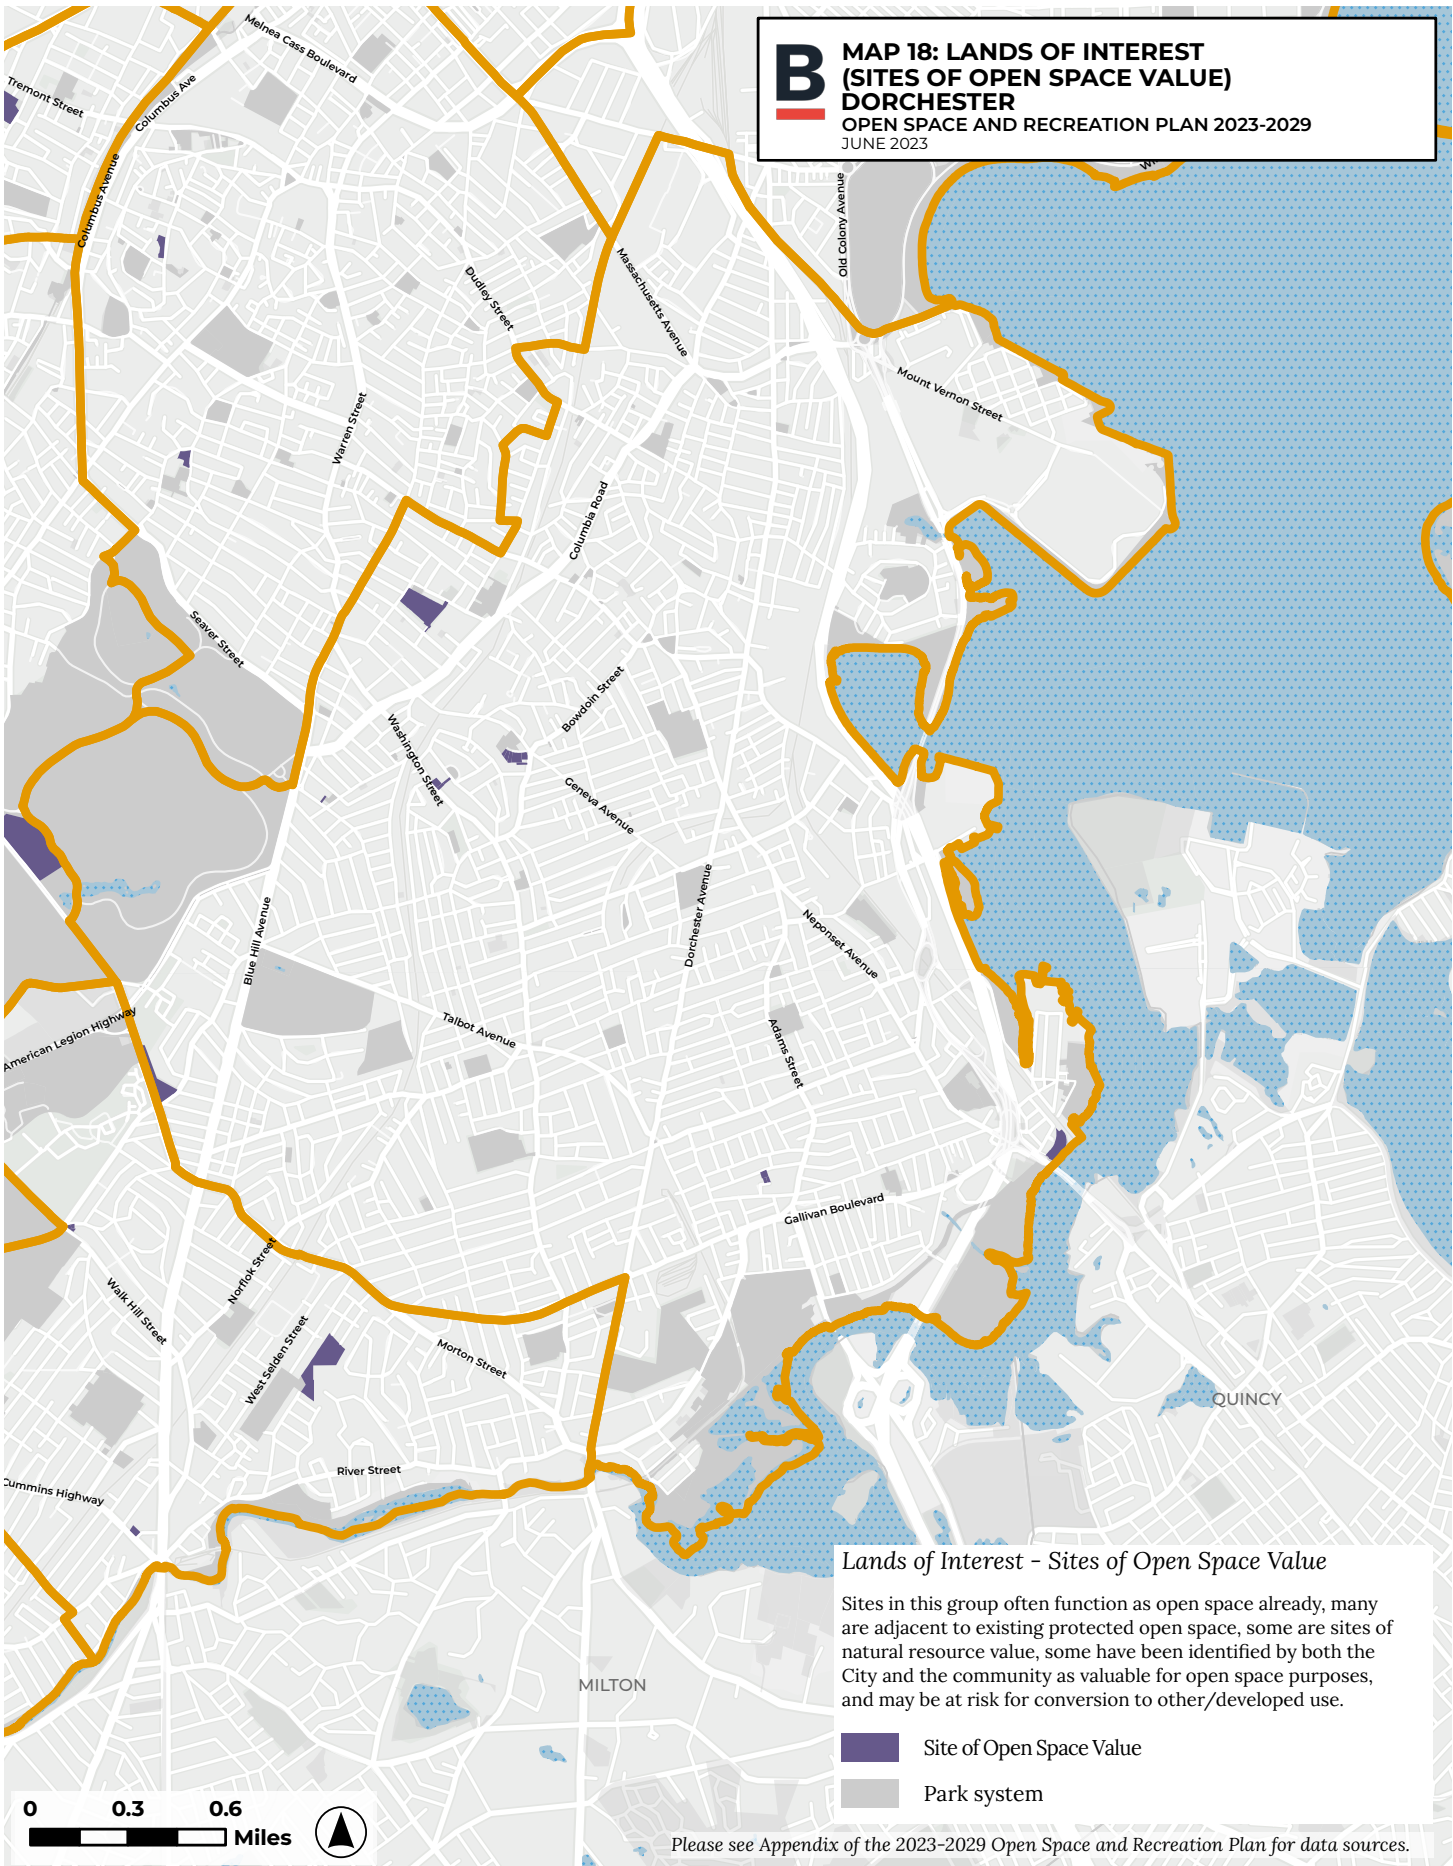 B
MAP 18: LANDS OF INTEREST
(SITES OF OPEN SPACE VALUE)
DORCHESTER
OPEN SPACE AND RECREATION PLAN 2023-2029
JUNE 2023
Melnea Cass Boulevard
Tremont Street
Columbus Ave
Columbus Avenue
Old Colony Avenue
Massachusetts Avenue
Dudley Street
Mount Vernon Street
Warren Street
Columbia Road
Seaver Street
Bowdoin Street
Washington Street
Geneva Avenue
Dorchester Avenue
Neponset Avenue
Blue Hill Avenue
Talbot Avenue
American Legion Highway
Adams Street
Gallivan Boulevard
Norflok Street
Walk Hill Street
West Selden Street
Morton Street
QUINCY
River Street
Cummins Highway
MILTON
Lands of Interest - Sites of Open Space Value
Sites in this group often function as open space already, many
are adjacent to existing protected open space, some are sites of
natural resource value, some have been identified by both the
City and the community as valuable for open space purposes,
and may be at risk for conversion to other/developed use.
Site of Open Space Value
Park system
0 0.3 0.6
Miles
Please see Appendix of the 2023-2029 Open Space and Recreation Plan for data sources.